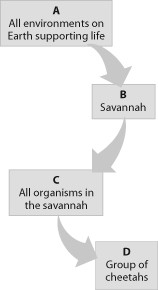 A
All environments on
Earth supporting life
B
Savannah
C
All organisms in
the savannah
D
Group of
cheetahs